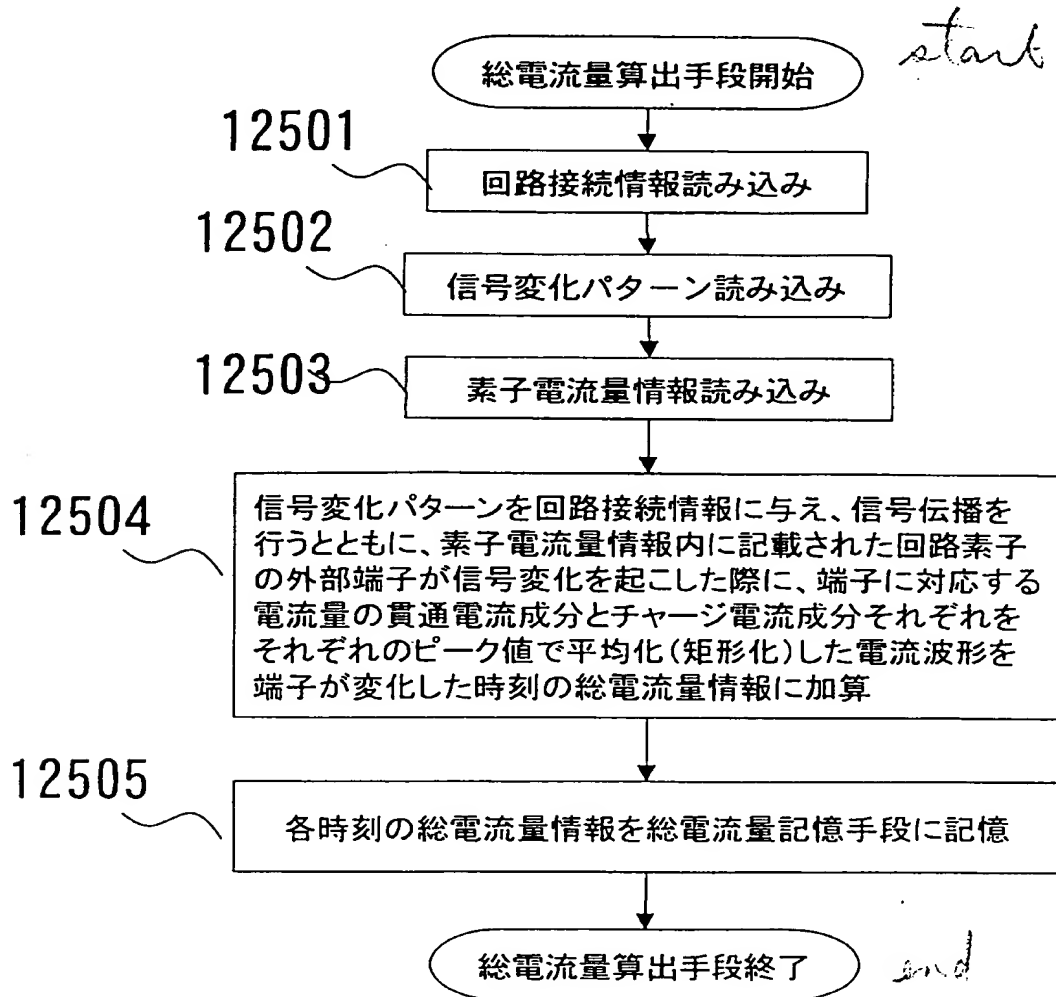 start
総電流量算出手段開始
12501
回路接続情報読み込み
12502
信号変化パターン読み込み
12503
素子電流量情報読み込み
12504
信号変化パターンを回路接続情報に与え、信号伝播を
行うとともに、素子電流量情報内に記載された回路素子
の外部端子が信号変化を起こした際に、端子に対応する
電流量の貫通電流成分とチャージ電流成分それぞれを
それぞれのピーク値で平均化(矩形化)した電流波形を
端子が変化した時刻の総電流量情報に加算
12505
各時刻の総電流量情報を総電流量記憶手段に記憶
総電流量算出手段終了
end